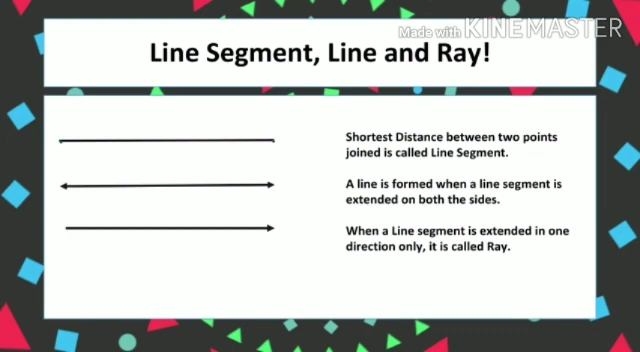 Made with KINEMASTER
Line Segment, Line and Ray!
Shortest Distance between two points
joined is called Line Segment.
A line is formed when a line segment is
extended on both the sides.
When a Line segment is extended in one
direction only, it is called Ray.